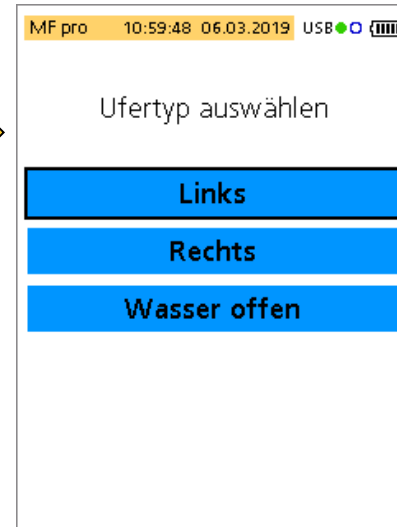 MF pro 10:59:48 06.03.2019 USB
Ufertyp auswählen
Links
Rechts
Wasser offen